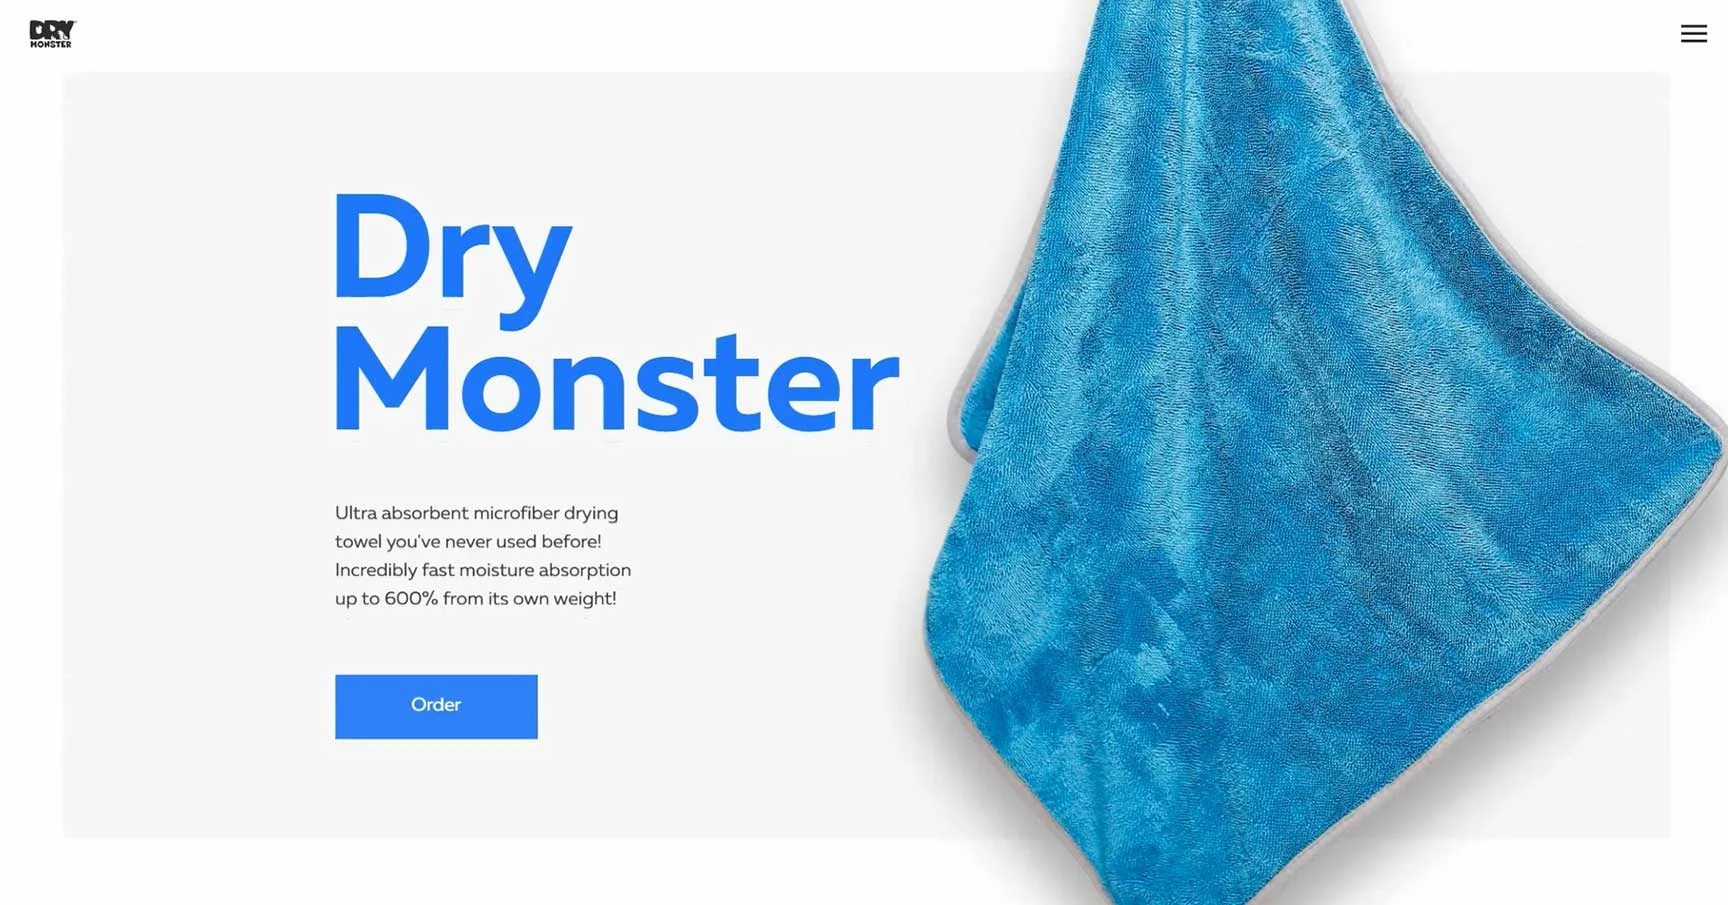 DRY
MONSTER
Dry
Monster
Ultra absorbent microfiber drying
towel you've never used before!
Incredibly fast moisture absorption
up to 600% from its own weight!
Order